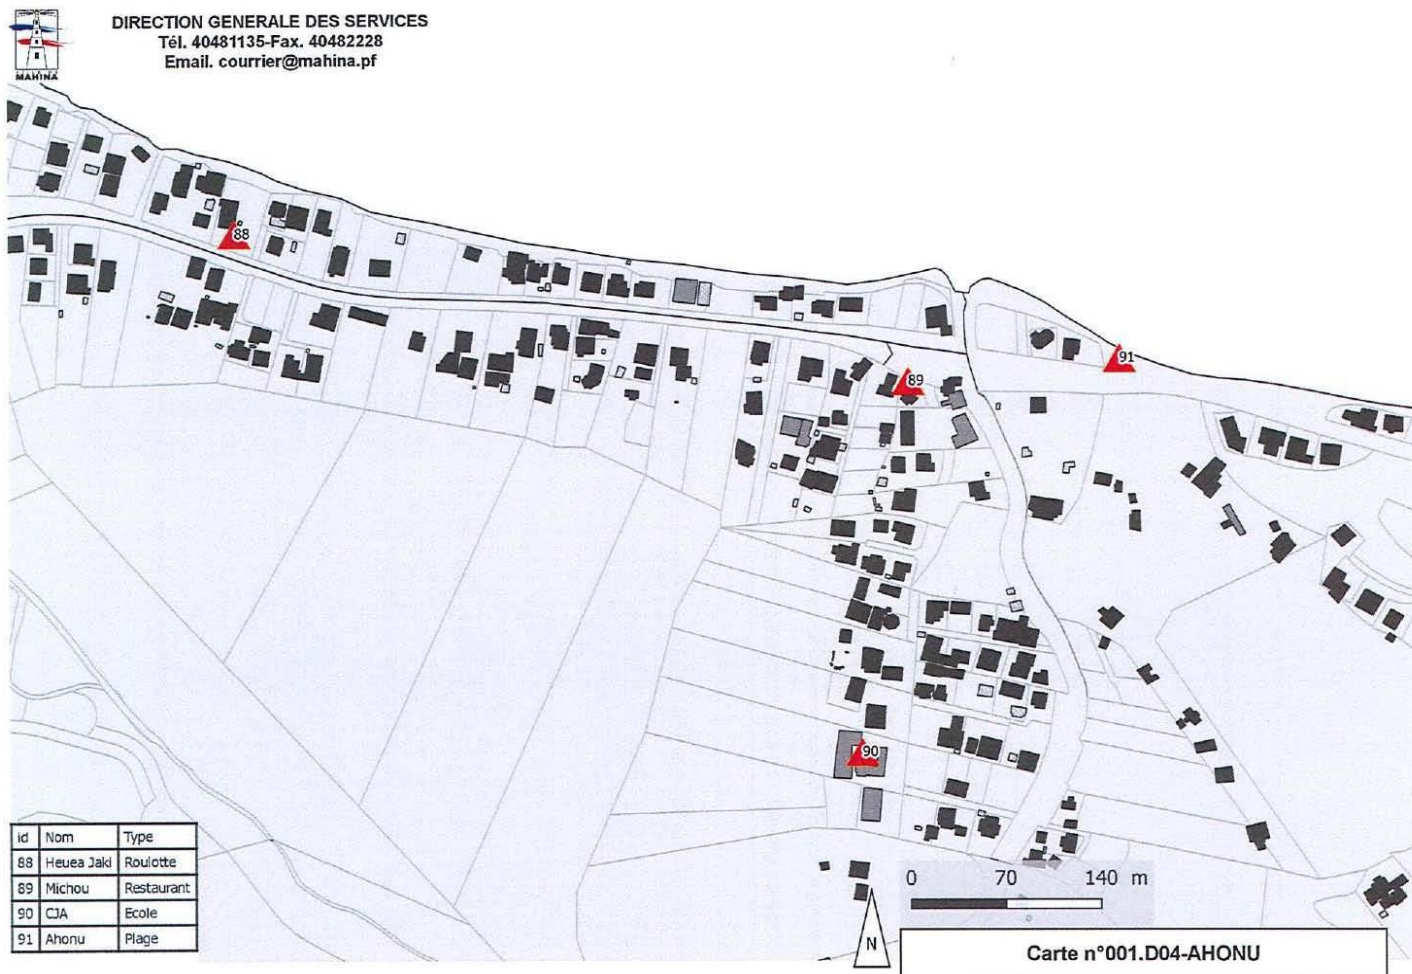 DIRECTION GENERALE DES SERVICES
Tél. 40481135-Fax. 40482228
Email. courrier@mahina.pf
MAHINA
88
91
89
90
id Nom Type
88 Heuea Jaki Roulotte
89 Michou Restaurant
90 CJA Ecole
91 Ahonu Plage
0 70 140 m
N
Carte n°001.D04-AHONU